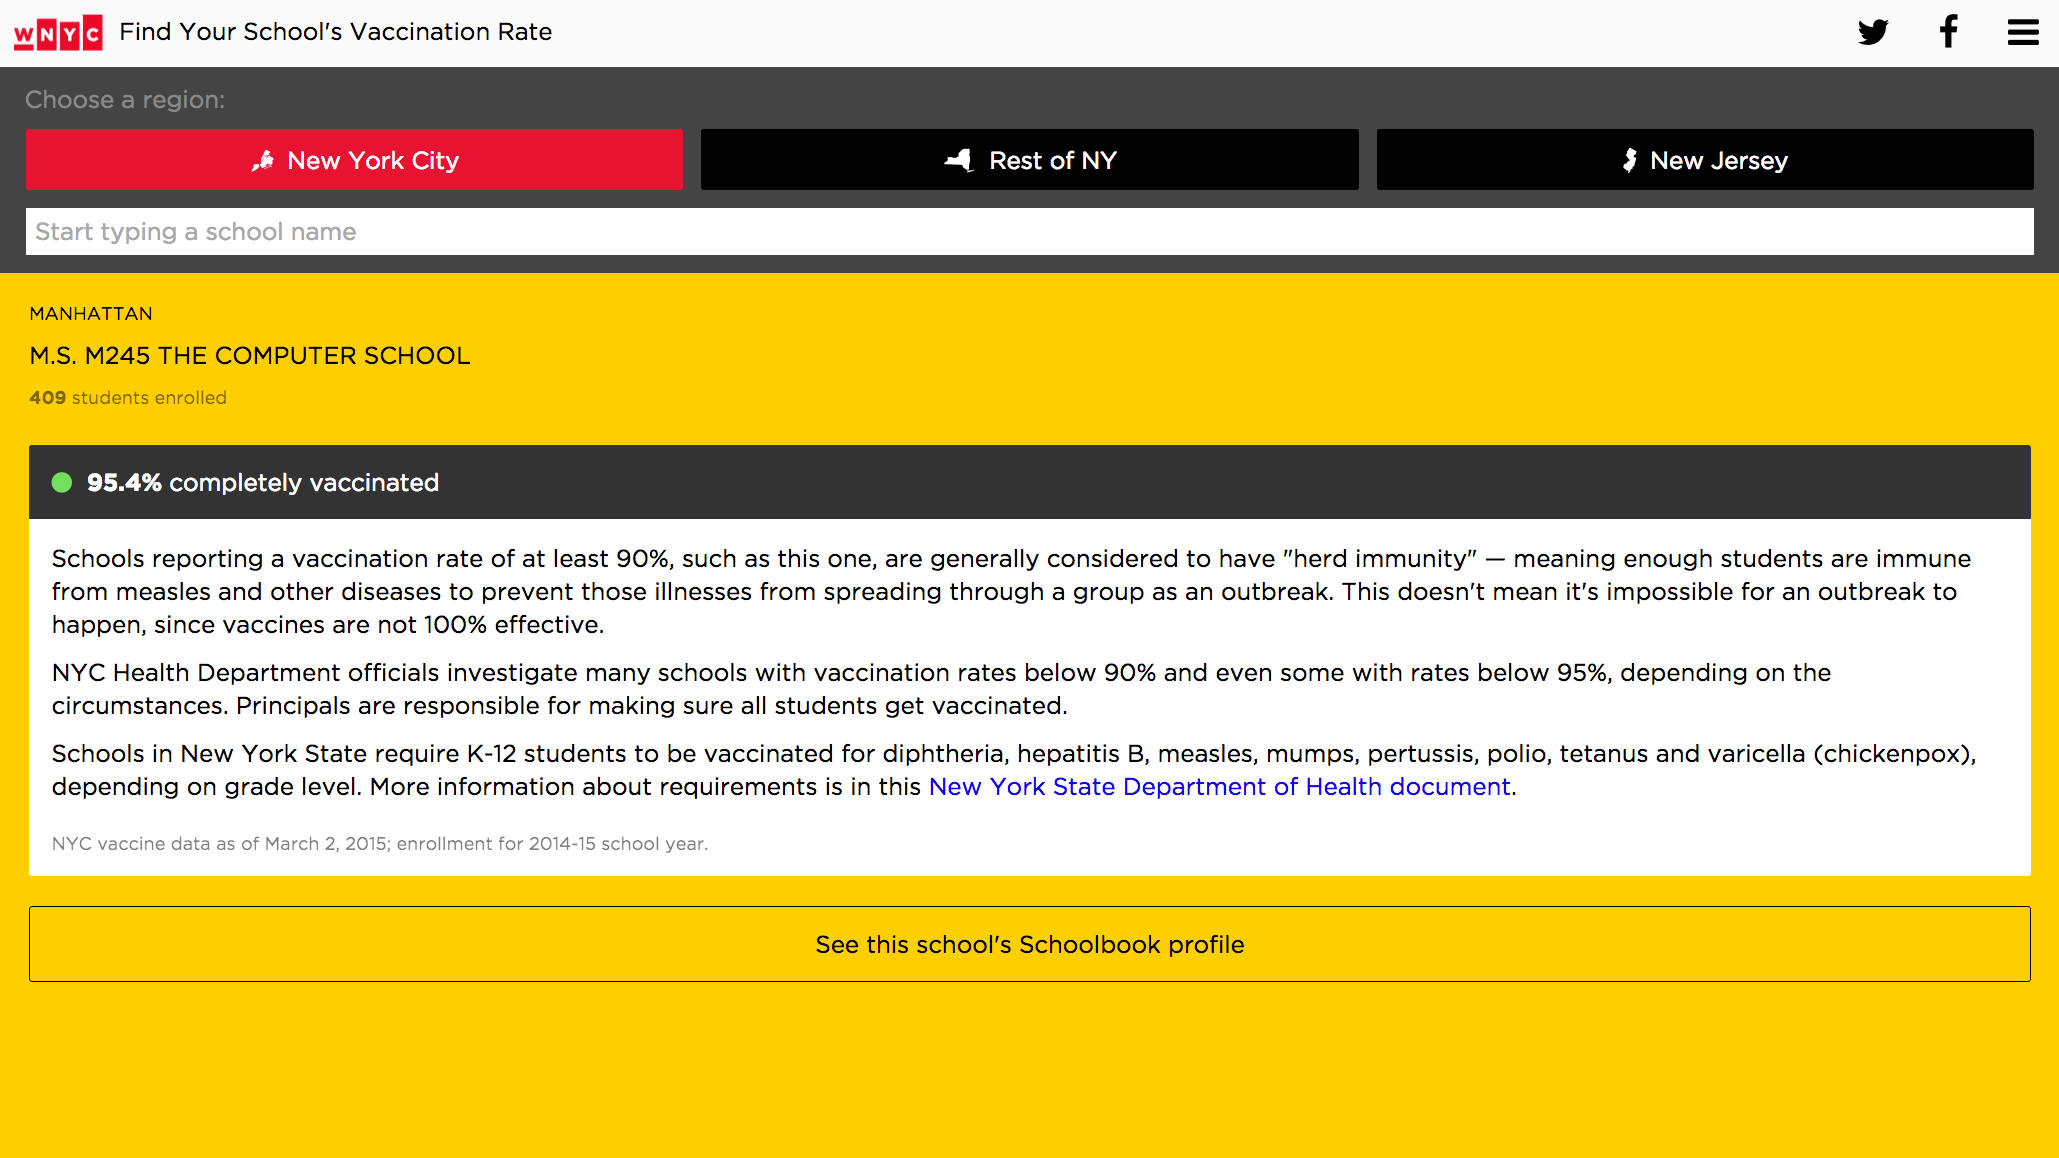 WNYC Find Your School's Vaccination Rate
Choose a region:
New York City
Rest of NY
New Jersey
Start typing a school name
MANHATTAN
M.S. M245 THE COMPUTER SCHOOL
409 students enrolled
95.4% completely vaccinated
Schools reporting a vaccination rate of at least 90%, such as this one, are generally considered to have "herd immunity" — meaning enough students are immune
from measles and other diseases to prevent those illnesses from spreading through a group as an outbreak. This doesn't mean it's impossible for an outbreak to
happen, since vaccines are not 100% effective.
NYC Health Department officials investigate many schools with vaccination rates below 90% and even some with rates below 95%, depending on the
circumstances. Principals are responsible for making sure all students get vaccinated.
Schools in New York State require K-12 students to be vaccinated for diphtheria, hepatitis B, measles, mumps, pertussis, polio, tetanus and varicella (chickenpox),
depending on grade level. More information about requirements is in this New York State Department of Health document.
NYC vaccine data as of March 2, 2015; enrollment for 2014-15 school year.
See this school's Schoolbook profile